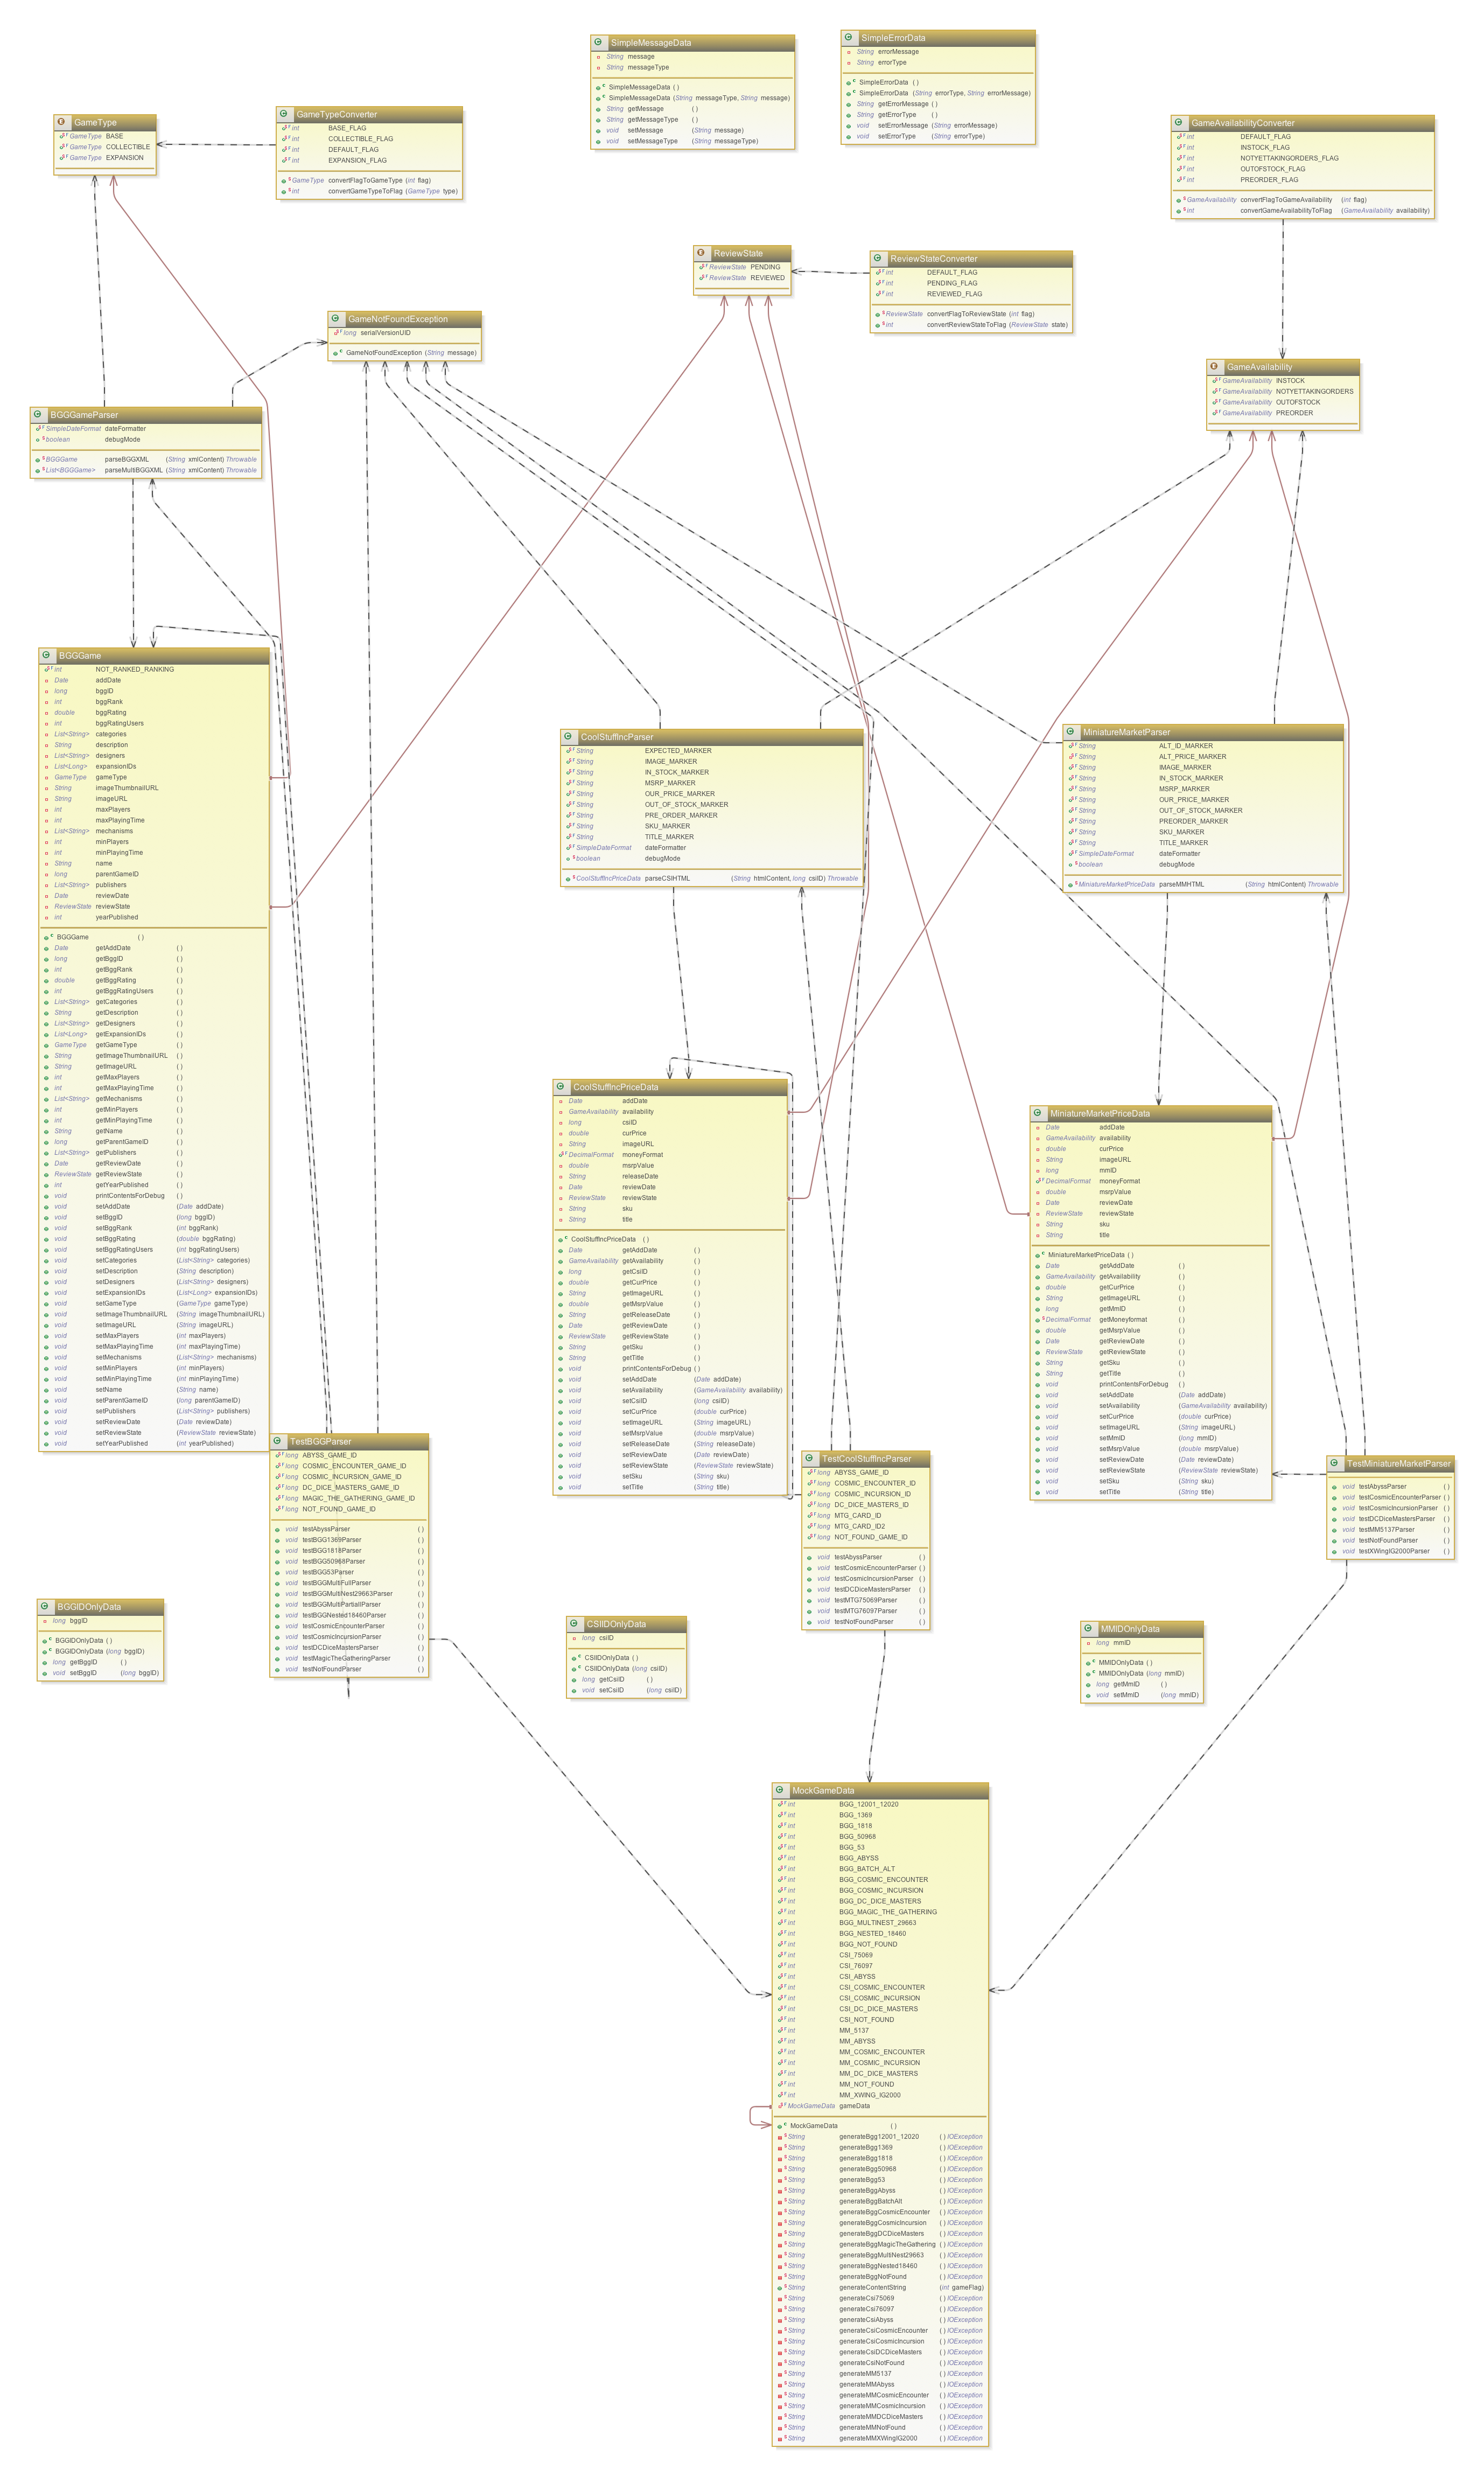 SimpleMessageData
String message
String messageType
SimpleMessageData ( )
SimpleMessageData (String messageType, String message)
String getMessage ( )
String getMessageType ( )
void setMessage (String message)
void setMessageType (String messageType)
SimpleErrorData
String errorMessage
String errorType
SimpleErrorData ( )
SimpleErrorData (String errorType, String errorMessage)
String getErrorMessage ( )
String getErrorType ( )
void setErrorMessage (String errorMessage)
void setErrorType (String errorType)
GameType
GameType BASE
GameType COLLECTIBLE
GameType EXPANSION
GameTypeConverter
int BASE_FLAG
int COLLECTIBLE_FLAG
int DEFAULT_FLAG
int EXPANSION_FLAG
GameType convertFlagToGameType (int flag)
int convertGameTypeToFlag (GameType type)
GameAvailabilityConverter
int DEFAULT_FLAG
int INSTOCK_FLAG
int NOTYETTAKINGORDERS_FLAG
int OUTOFSTOCK_FLAG
int PREORDER_FLAG
GameAvailability convertFlagToGameAvailability (int flag)
int convertGameAvailabilityToFlag (GameAvailability availability)
ReviewState
ReviewState PENDING
ReviewState REVIEWED
ReviewStateConverter
int DEFAULT_FLAG
int PENDING_FLAG
int REVIEWED_FLAG
ReviewState convertFlagToReviewState (int flag)
int convertReviewStateToFlag (ReviewState state)
GameNotFoundException
long serialVersionUID
GameNotFoundException (String message)
GameAvailability
GameAvailability INSTOCK
GameAvailability NOTYETTAKINGORDERS
GameAvailability OUTOFSTOCK
GameAvailability PREORDER
BGGGameParser
SimpleDateFormat dateFormatter
boolean debugMode
BGGGame parseBGGXML (String xmlContent) Throwable
List<BGGGame> parseMultiBGGXML (String xmlContent) Throwable
BGGGame
int NOT_RANKED_RANKING
Date addDate
long bggID
int bggRank
double bggRating
int bggRatingUsers
List<String> categories
String description
List<String> designers
List<Long> expansionIDs
GameType gameType
String imageThumbnailURL
String imageURL
int maxPlayers
int maxPlayingTime
List<String> mechanisms
int minPlayers
int minPlayingTime
String name
long parentGameID
List<String> publishers
Date reviewDate
ReviewState reviewState
int yearPublished
BGGGame ( )
Date getAddDate ( )
long getBggID ( )
int getBggRank ( )
double getBggRating ( )
int getBggRatingUsers ( )
List<String> getCategories ( )
String getDescription ( )
List<String> getDesigners ( )
List<Long> getExpansionIDs ( )
GameType getGameType ( )
String getImageThumbnailURL ( )
String getImageURL ( )
int getMaxPlayers ( )
int getMaxPlayingTime ( )
List<String> getMechanisms ( )
int getMinPlayers ( )
int getMinPlayingTime ( )
String getName ( )
long getParentGameID ( )
List<String> getPublishers ( )
Date getReviewDate ( )
ReviewState getReviewState ( )
int getYearPublished ( )
void printContentsForDebug ( )
void setAddDate (Date addDate)
void setBggID (long bggID)
void setBggRank (int bggRank)
void setBggRating (double bggRating)
void setBggRatingUsers (int bggRatingUsers)
void setCategories (List<String> categories)
void setDescription (String description)
void setDesigners (List<String> designers)
void setExpansionIDs (List<Long> expansionIDs)
void setGameType (GameType gameType)
void setImageThumbnailURL (String imageThumbnailURL)
void setImageURL (String imageURL)
void setMaxPlayers (int maxPlayers)
void setMaxPlayingTime (int maxPlayingTime)
void setMechanisms (List<String> mechanisms)
void setMinPlayers (int minPlayers)
void setMinPlayingTime (int minPlayingTime)
void setName (String name)
void setParentGameID (long parentGameID)
void setPublishers (List<String> publishers)
void setReviewDate (Date reviewDate)
void setReviewState (ReviewState reviewState)
void setYearPublished (int yearPublished)
CoolStuffIncParser
String EXPECTED_MARKER
String IMAGE_MARKER
String IN_STOCK_MARKER
String MSRP_MARKER
String OUR_PRICE_MARKER
String OUT_OF_STOCK_MARKER
String PRE_ORDER_MARKER
String SKU_MARKER
String TITLE_MARKER
SimpleDateFormat dateFormatter
boolean debugMode
CoolStuffIncPriceData parseCSIHTML (String htmlContent, long csiID) Throwable
MiniatureMarketParser
String ALT_ID_MARKER
String ALT_PRICE_MARKER
String IMAGE_MARKER
String IN_STOCK_MARKER
String MSRP_MARKER
String OUR_PRICE_MARKER
String OUT_OF_STOCK_MARKER
String PREORDER_MARKER
String SKU_MARKER
String TITLE_MARKER
SimpleDateFormat dateFormatter
boolean debugMode
MiniatureMarketPriceData parseMMHTML (String htmlContent) Throwable
CoolStuffIncPriceData
Date addDate
GameAvailability availability
long csiID
double curPrice
String imageURL
DecimalFormat moneyFormat
double msrpValue
String releaseDate
Date reviewDate
ReviewState reviewState
String sku
String title
CoolStuffIncPriceData ( )
Date getAddDate ( )
GameAvailability getAvailability ( )
long getCsiID ( )
double getCurPrice ( )
String getImageURL ( )
double getMsrpValue ( )
String getReleaseDate ( )
Date getReviewDate ( )
ReviewState getReviewState ( )
String getSku ( )
String getTitle ( )
void printContentsForDebug ( )
void setAddDate (Date addDate)
void setAvailability (GameAvailability availability)
void setCsiID (long csiID)
void setCurPrice (double curPrice)
void setImageURL (String imageURL)
void setMsrpValue (double msrpValue)
void setReleaseDate (String releaseDate)
void setReviewDate (Date reviewDate)
void setReviewState (ReviewState reviewState)
void setSku (String sku)
void setTitle (String title)
MiniatureMarketPriceData
Date addDate
GameAvailability availability
double curPrice
String imageURL
long mmID
DecimalFormat moneyFormat
double msrpValue
Date reviewDate
ReviewState reviewState
String sku
String title
MiniatureMarketPriceData ( )
Date getAddDate ( )
GameAvailability getAvailability ( )
double getCurPrice ( )
String getImageURL ( )
long getMmID ( )
DecimalFormat getMoneyformat ( )
double getMsrpValue ( )
Date getReviewDate ( )
ReviewState getReviewState ( )
String getSku ( )
String getTitle ( )
void printContentsForDebug ( )
void setAddDate (Date addDate)
void setAvailability (GameAvailability availability)
void setCurPrice (double curPrice)
void setImageURL (String imageURL)
void setMmID (long mmID)
void setMsrpValue (double msrpValue)
void setReviewDate (Date reviewDate)
void setReviewState (ReviewState reviewState)
void setSku (String sku)
void setTitle (String title)
TestBGGParser
long ABYSS_GAME_ID
long COSMIC_ENCOUNTER_GAME_ID
long COSMIC_INCURSION_GAME_ID
long DC_DICE_MASTERS_GAME_ID
long MAGIC_THE_GATHERING_GAME_ID
long NOT_FOUND_GAME_ID
void testAbyssParser ( )
void testBGG1369Parser ( )
void testBGG1818Parser ( )
void testBGG50968Parser ( )
void testBGG53Parser ( )
void testBGGMultiFullParser ( )
void testBGGMultiNest29663Parser ( )
void testBGGMultiPartialParser ( )
void testBGGNested18460Parser ( )
void testCosmicEncounterParser ( )
void testCosmicIncursionParser ( )
void testDCDiceMastersParser ( )
void testMagicTheGatheringParser ( )
void testNotFoundParser ( )
TestCoolStuffIncParser
long ABYSS_GAME_ID
long COSMIC_ENCOUNTER_ID
long COSMIC_INCURSION_ID
long DC_DICE_MASTERS_ID
long MTG_CARD_ID
long MTG_CARD_ID2
long NOT_FOUND_GAME_ID
void testAbyssParser ( )
void testCosmicEncounterParser ( )
void testCosmicIncursionParser ( )
void testDCDiceMastersParser ( )
void testMTG75069Parser ( )
void testMTG76097Parser ( )
void testNotFoundParser ( )
TestMiniatureMarketParser
void testAbyssParser ( )
void testCosmicEncounterParser ( )
void testCosmicIncursionParser ( )
void testDCDiceMastersParser ( )
void testMM5137Parser ( )
void testNotFoundParser ( )
void testXWingIG2000Parser ( )
BGGIDOnlyData
long bggID
BGGIDOnlyData ( )
BGGIDOnlyData (long bggID)
long getBggID ( )
void setBggID (long bggID)
CSIIDOnlyData
long csiID
CSIIDOnlyData ( )
CSIIDOnlyData (long csiID)
long getCsiID ( )
void setCsiID (long csiID)
MMIDOnlyData
long mmID
MMIDOnlyData ( )
MMIDOnlyData (long mmID)
long getMmID ( )
void setMmID (long mmID)
MockGameData
int BGG_12001_12020
int BGG_1369
int BGG_1818
int BGG_50968
int BGG_53
int BGG_ABYSS
int BGG_BATCH_ALT
int BGG_COSMIC_ENCOUNTER
int BGG_COSMIC_INCURSION
int BGG_DC_DICE_MASTERS
int BGG_MAGIC_THE_GATHERING
int BGG_MULTINEST_29663
int BGG_NESTED_18460
int BGG_NOT_FOUND
int CSI_75069
int CSI_76097
int CSI_ABYSS
int CSI_COSMIC_ENCOUNTER
int CSI_COSMIC_INCURSION
int CSI_DC_DICE_MASTERS
int CSI_NOT_FOUND
int MM_5137
int MM_ABYSS
int MM_COSMIC_ENCOUNTER
int MM_COSMIC_INCURSION
int MM_DC_DICE_MASTERS
int MM_NOT_FOUND
int MM_XWING_IG2000
MockGameData gameData
MockGameData ( )
String generateBgg12001_12020 ( ) IOException
String generateBgg1369 ( ) IOException
String generateBgg1818 ( ) IOException
String generateBgg50968 ( ) IOException
String generateBgg53 ( ) IOException
String generateBggAbyss ( ) IOException
String generateBggBatchAlt ( ) IOException
String generateBggCosmicEncounter ( ) IOException
String generateBggCosmicIncursion ( ) IOException
String generateBggDCDiceMasters ( ) IOException
String generateBggMagicTheGathering ( ) IOException
String generateBggMultiNest29663 ( ) IOException
String generateBggNested18460 ( ) IOException
String generateBggNotFound ( ) IOException
String generateContentString (int gameFlag)
String generateCsi75069 ( ) IOException
String generateCsi76097 ( ) IOException
String generateCsiAbyss ( ) IOException
String generateCsiCosmicEncounter ( ) IOException
String generateCsiCosmicIncursion ( ) IOException
String generateCsiDCDiceMasters ( ) IOException
String generateCsiNotFound ( ) IOException
String generateMM5137 ( ) IOException
String generateMMAbyss ( ) IOException
String generateMMCosmicEncounter ( ) IOException
String generateMMCosmicIncursion ( ) IOException
String generateMMDCDiceMasters ( ) IOException
String generateMMNotFound ( ) IOException
String generateMMXWingIG2000 ( ) IOException